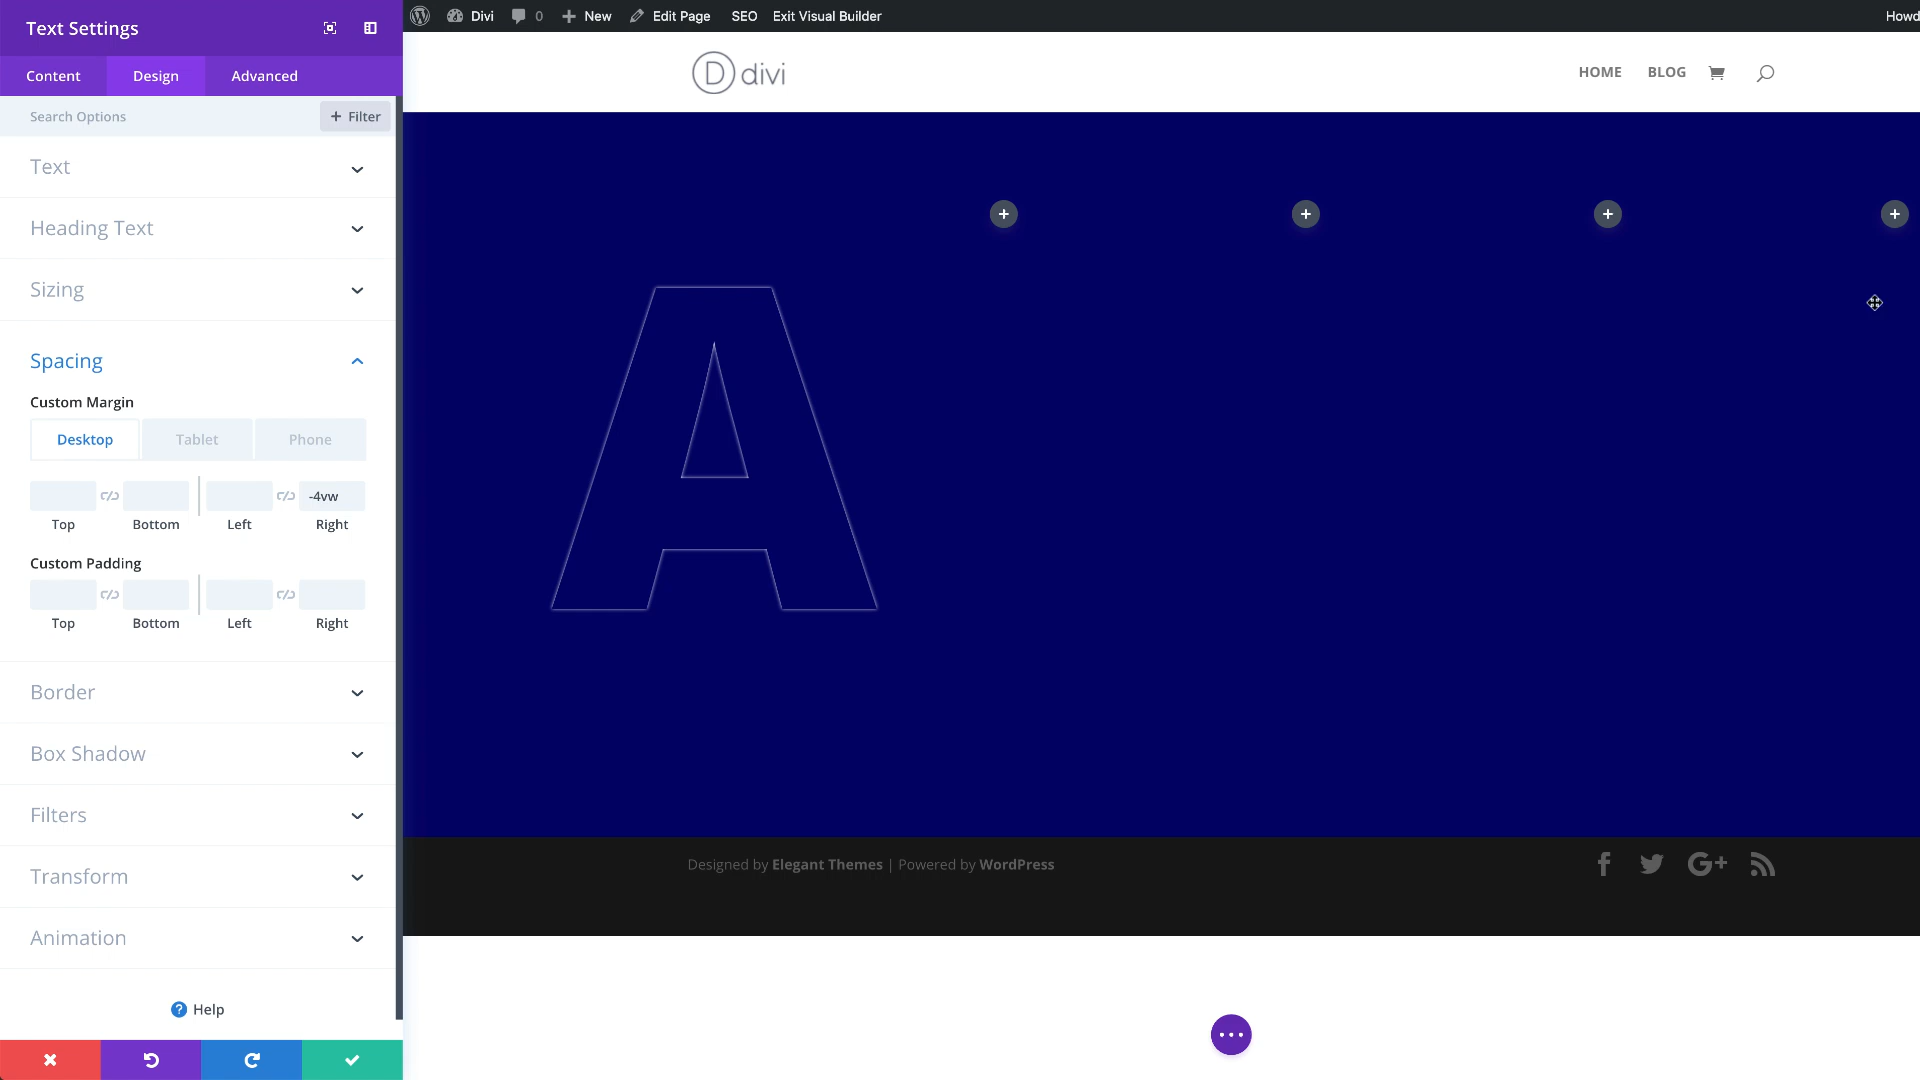 Text Settings
Content
Design
Advanced
Search Options
+ Filter
Text
Heading Text
Sizing
Spacing
Custom Margin
Desktop
Tablet
Phone
-4vw
Top
Bottom
Left
Right
Custom Padding
Top
Bottom
Left
Right
Border
Box Shadow
Filters
Transform
Animation
Help
Divi
0
New
Edit Page
SEO
Exit Visual Builder
Howd
D divi
HOME
BLOG
A
Designed by Elegant Themes | Powered by WordPress
G+